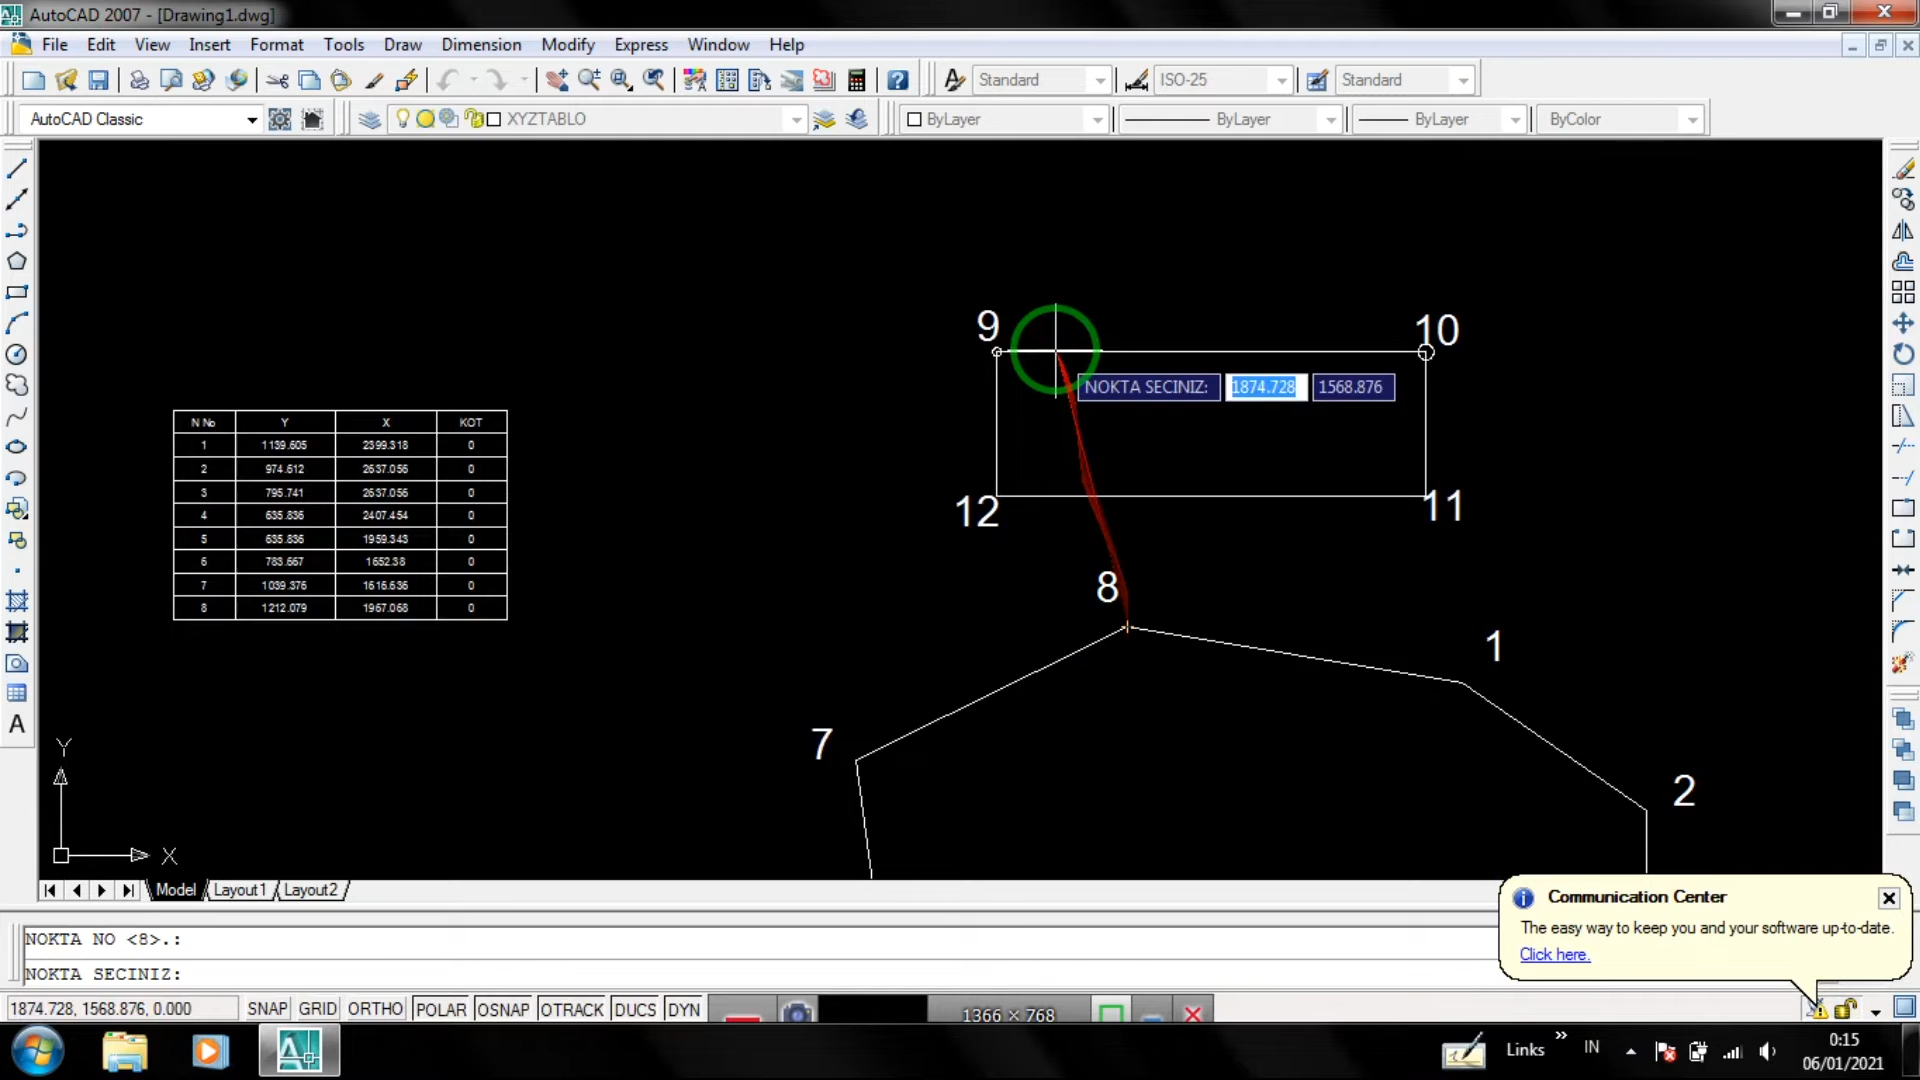 AutoCAD 2007 - [Drawing1.dwg]
File Edit View Insert Format Tools Draw Dimension Modify Express Window Help
Standard ISO-25 Standard
AutoCAD Classic XYZTABLO ByLayer ByLayer ByLayer ByColor
9 10
NOKTA SECINIZ: 1874.728 1568.876
12 11
8
1
7
2
N No Y X KOT
1 1139.605 2399.318 0
2 974.612 2637.056 0
3 795.741 2637.056 0
4 635.836 2407.454 0
5 635.836 1959.343 0
6 783.667 1652.38 0
7 1039.376 1616.636 0
8 1212.079 1967.068 0
Y
X
Model Layout1 Layout2
NOKTA NO <8>.:
NOKTA SECINIZ:
Communication Center
The easy way to keep you and your software up-to-date.
Click here.
1874.728, 1568.876, 0.000 SNAP GRID ORTHO POLAR OSNAP OTRACK DUCS DYN
1366 × 768
Links IN
0:15
06/01/2021